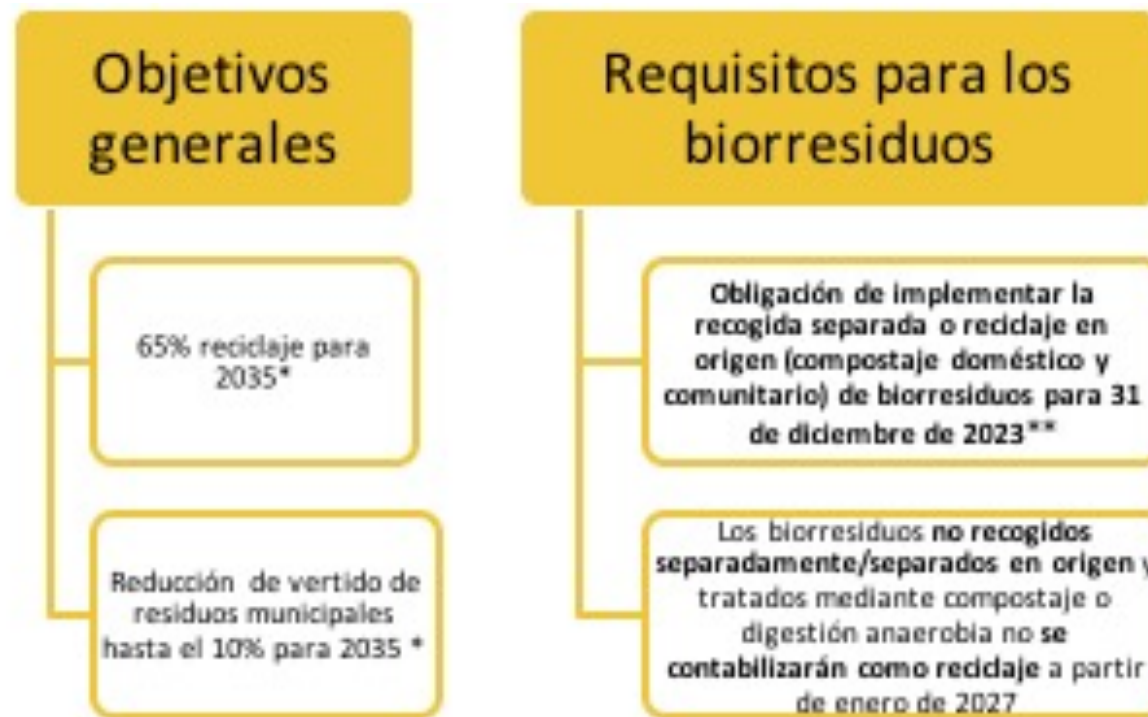 Objetivos
generales
65% reciclaje para
2035*
Reducción de vertido de
residuos municipales
hasta el 10% para 2035 *
Requisitos para los
biorresiduos
Obligación de implementar la
recogida separada o reciclaje en
origen (compostaje doméstico y
comunitario) de biorresiduos para 31
de diciembre de 2023**
Los biorresiduos no recogidos
separadamente/separados en origen y
tratados mediante compostaje o
digestión anaerobia no se
contabilizarán como reciclaje a partir
de enero de 2027